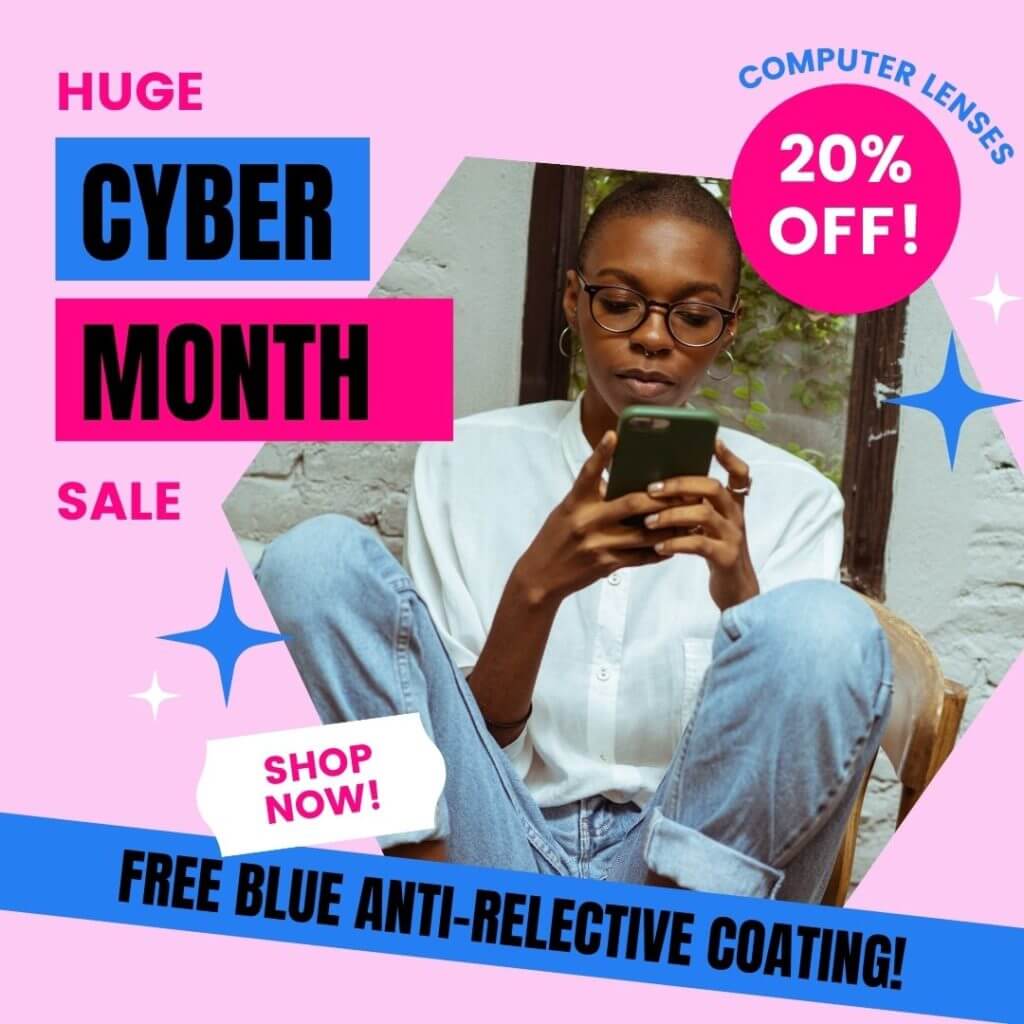 HUGE
CYBER
MONTH
SALE
COMPUTER LENSES
20%
OFF!
SHOP
NOW!
FREE BLUE ANTI-RELECTIVE COATING!